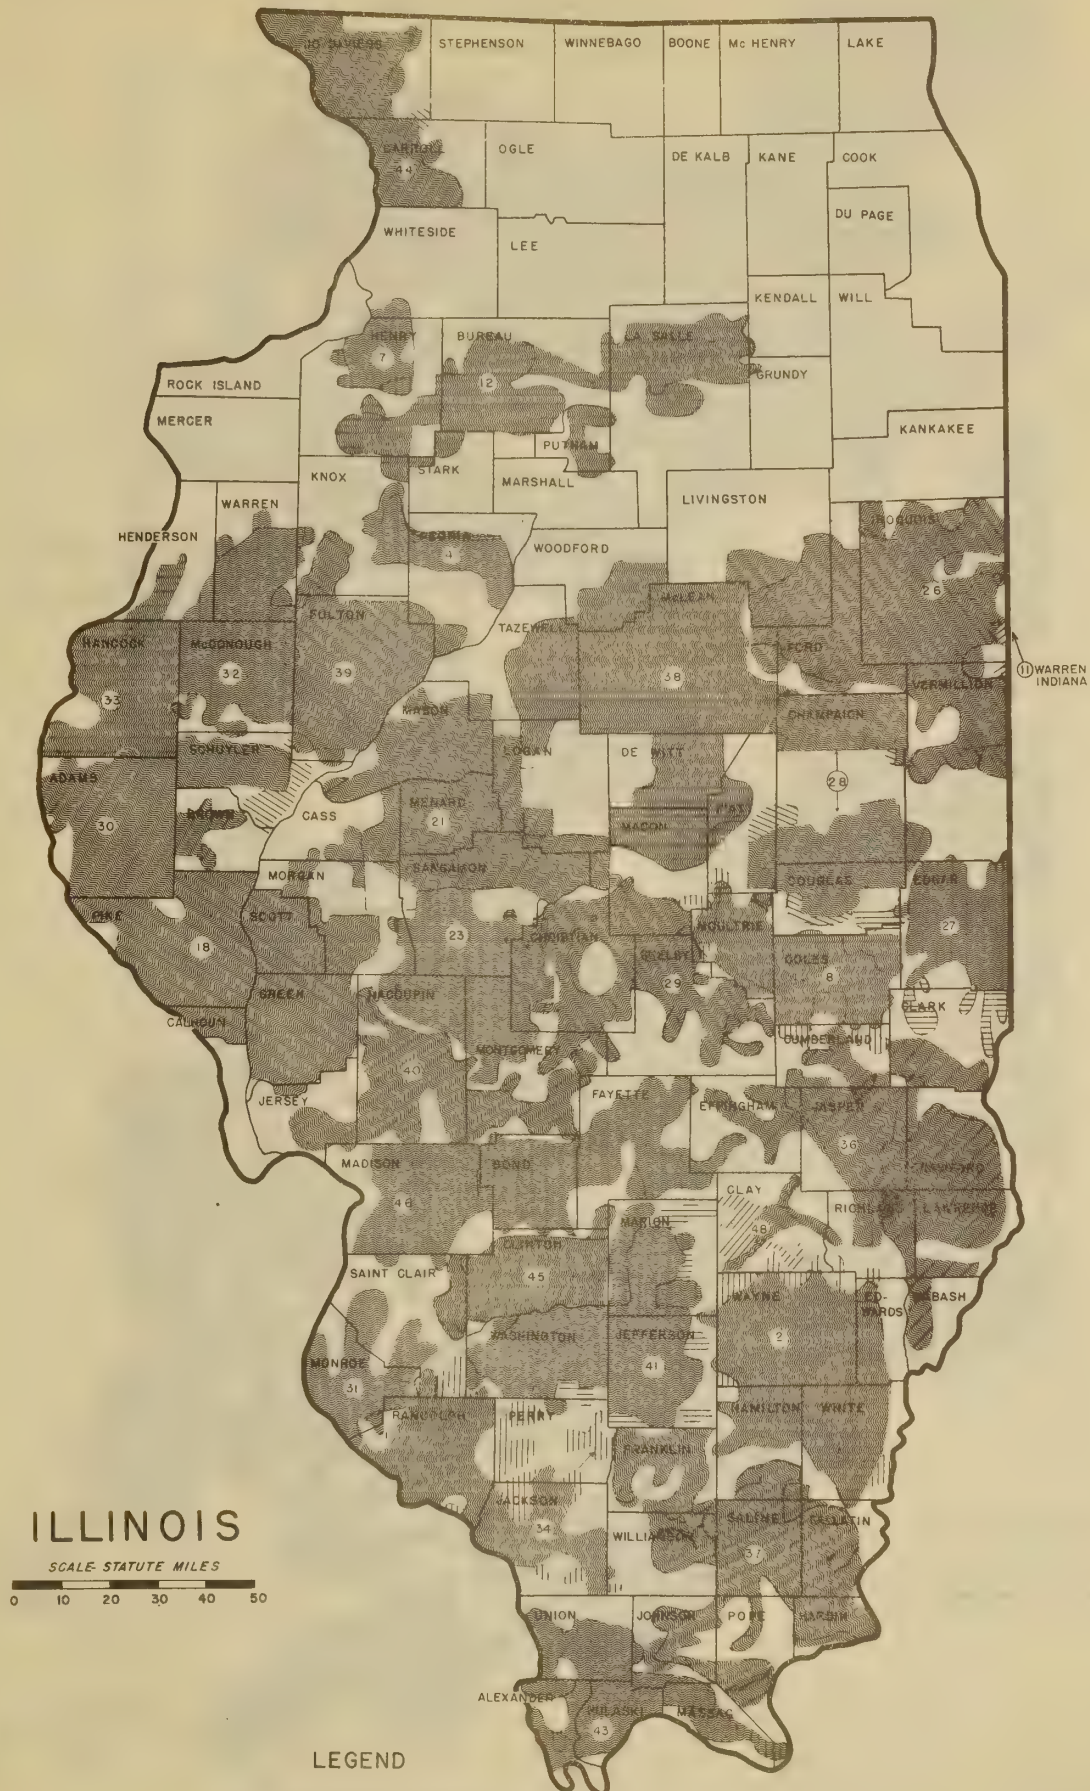 JO DAVIESS
STEPHENSON
WINNEBAGO
BOONE
Mc HENRY
LAKE
CARROLL
44
OGLE
DE KALB
KANE
COOK
DU PAGE
WHITESIDE
LEE
KENDALL
WILL
HENRY
7
BUREAU
12
LA SALLE
GRUNDY
ROCK ISLAND
MERCER
PUTNAM
KANKAKEE
KNOX
STARK
MARSHALL
LIVINGSTON
WARREN
HENDERSON
PEORIA
4
WOODFORD
IROQUOIS
26
FULTON
39
TAZEWELL
McLEAN
38
FORD
HANCOCK
33
McDONOUGH
32
11 WARREN
INDIANA
VERMILLION
MASON
CHAMPAIGN
28
SCHUYLER
LOGAN
DE WITT
ADAMS
30
BROWN
CASS
MENARD
21
MACON
PIATT
MORGAN
SANGAMON
23
DOUGLAS
EDGAR
27
PIKE
18
SCOTT
CHRISTIAN
MOULTRIE
SHELBY
29
COLES
8
GREEN
MACOUPIN
40
CLARK
CALHOUN
MONTGOMERY
CUMBERLAND
JERSEY
FAYETTE
EFFINGHAM
JASPER
36
CRAWFORD
MADISON
46
BOND
CLAY
48
RICHLAND
LAWRENCE
MARION
CLINTON
45
SAINT CLAIR
WAYNE
2
ED-
WARDS
WABASH
WASHINGTON
JEFFERSON
41
MONROE
31
RANDOLPH
PERRY
HAMILTON
WHITE
FRANKLIN
JACKSON
34
WILLIAMSON
SALINE
37
GALLATIN
UNION
JOHNSON
POPE
HARDIN
ALEXANDER
PULASKI
43
MASSAC
ILLINOIS
SCALE- STATUTE MILES
0 10 20 30 40 50
LEGEND